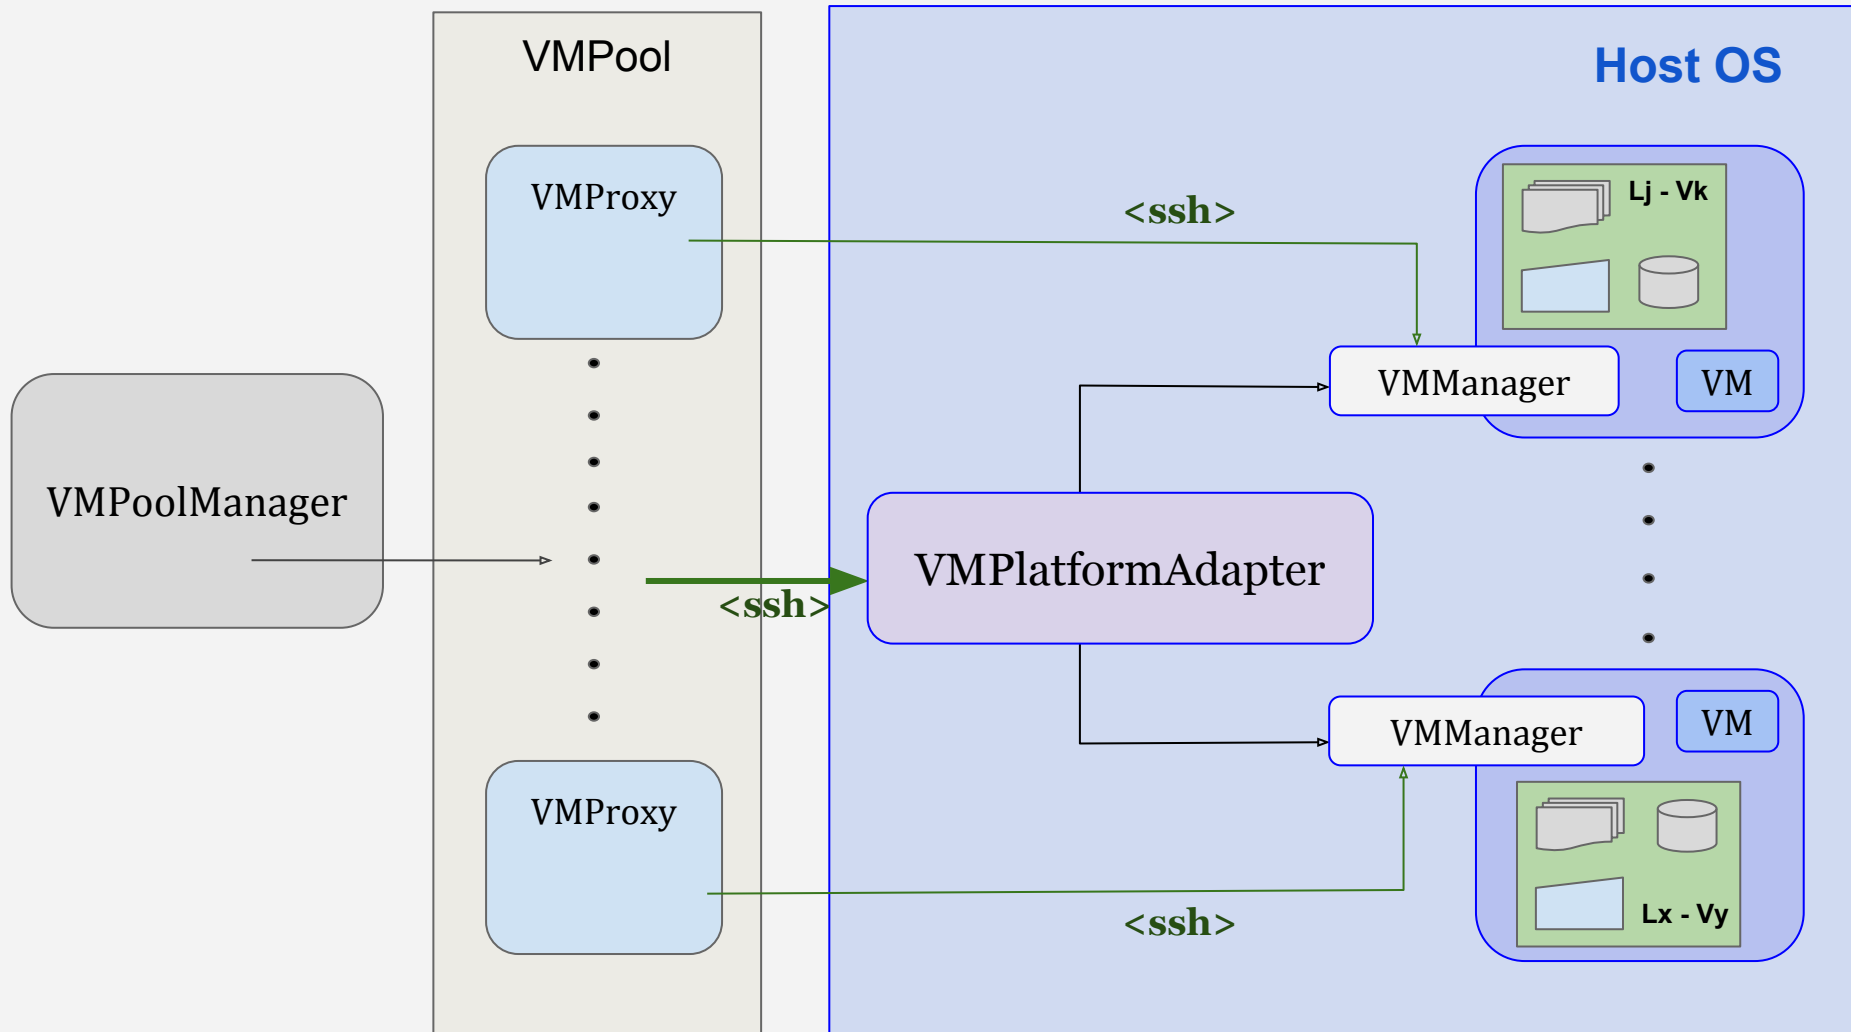 VMPool
Host OS
VMProxy
<ssh>
Lj - Vk
VMManager
VM
VMPoolManager
VMPlatformAdapter
<ssh>
VMManager
VM
VMProxy
<ssh>
Lx - Vy